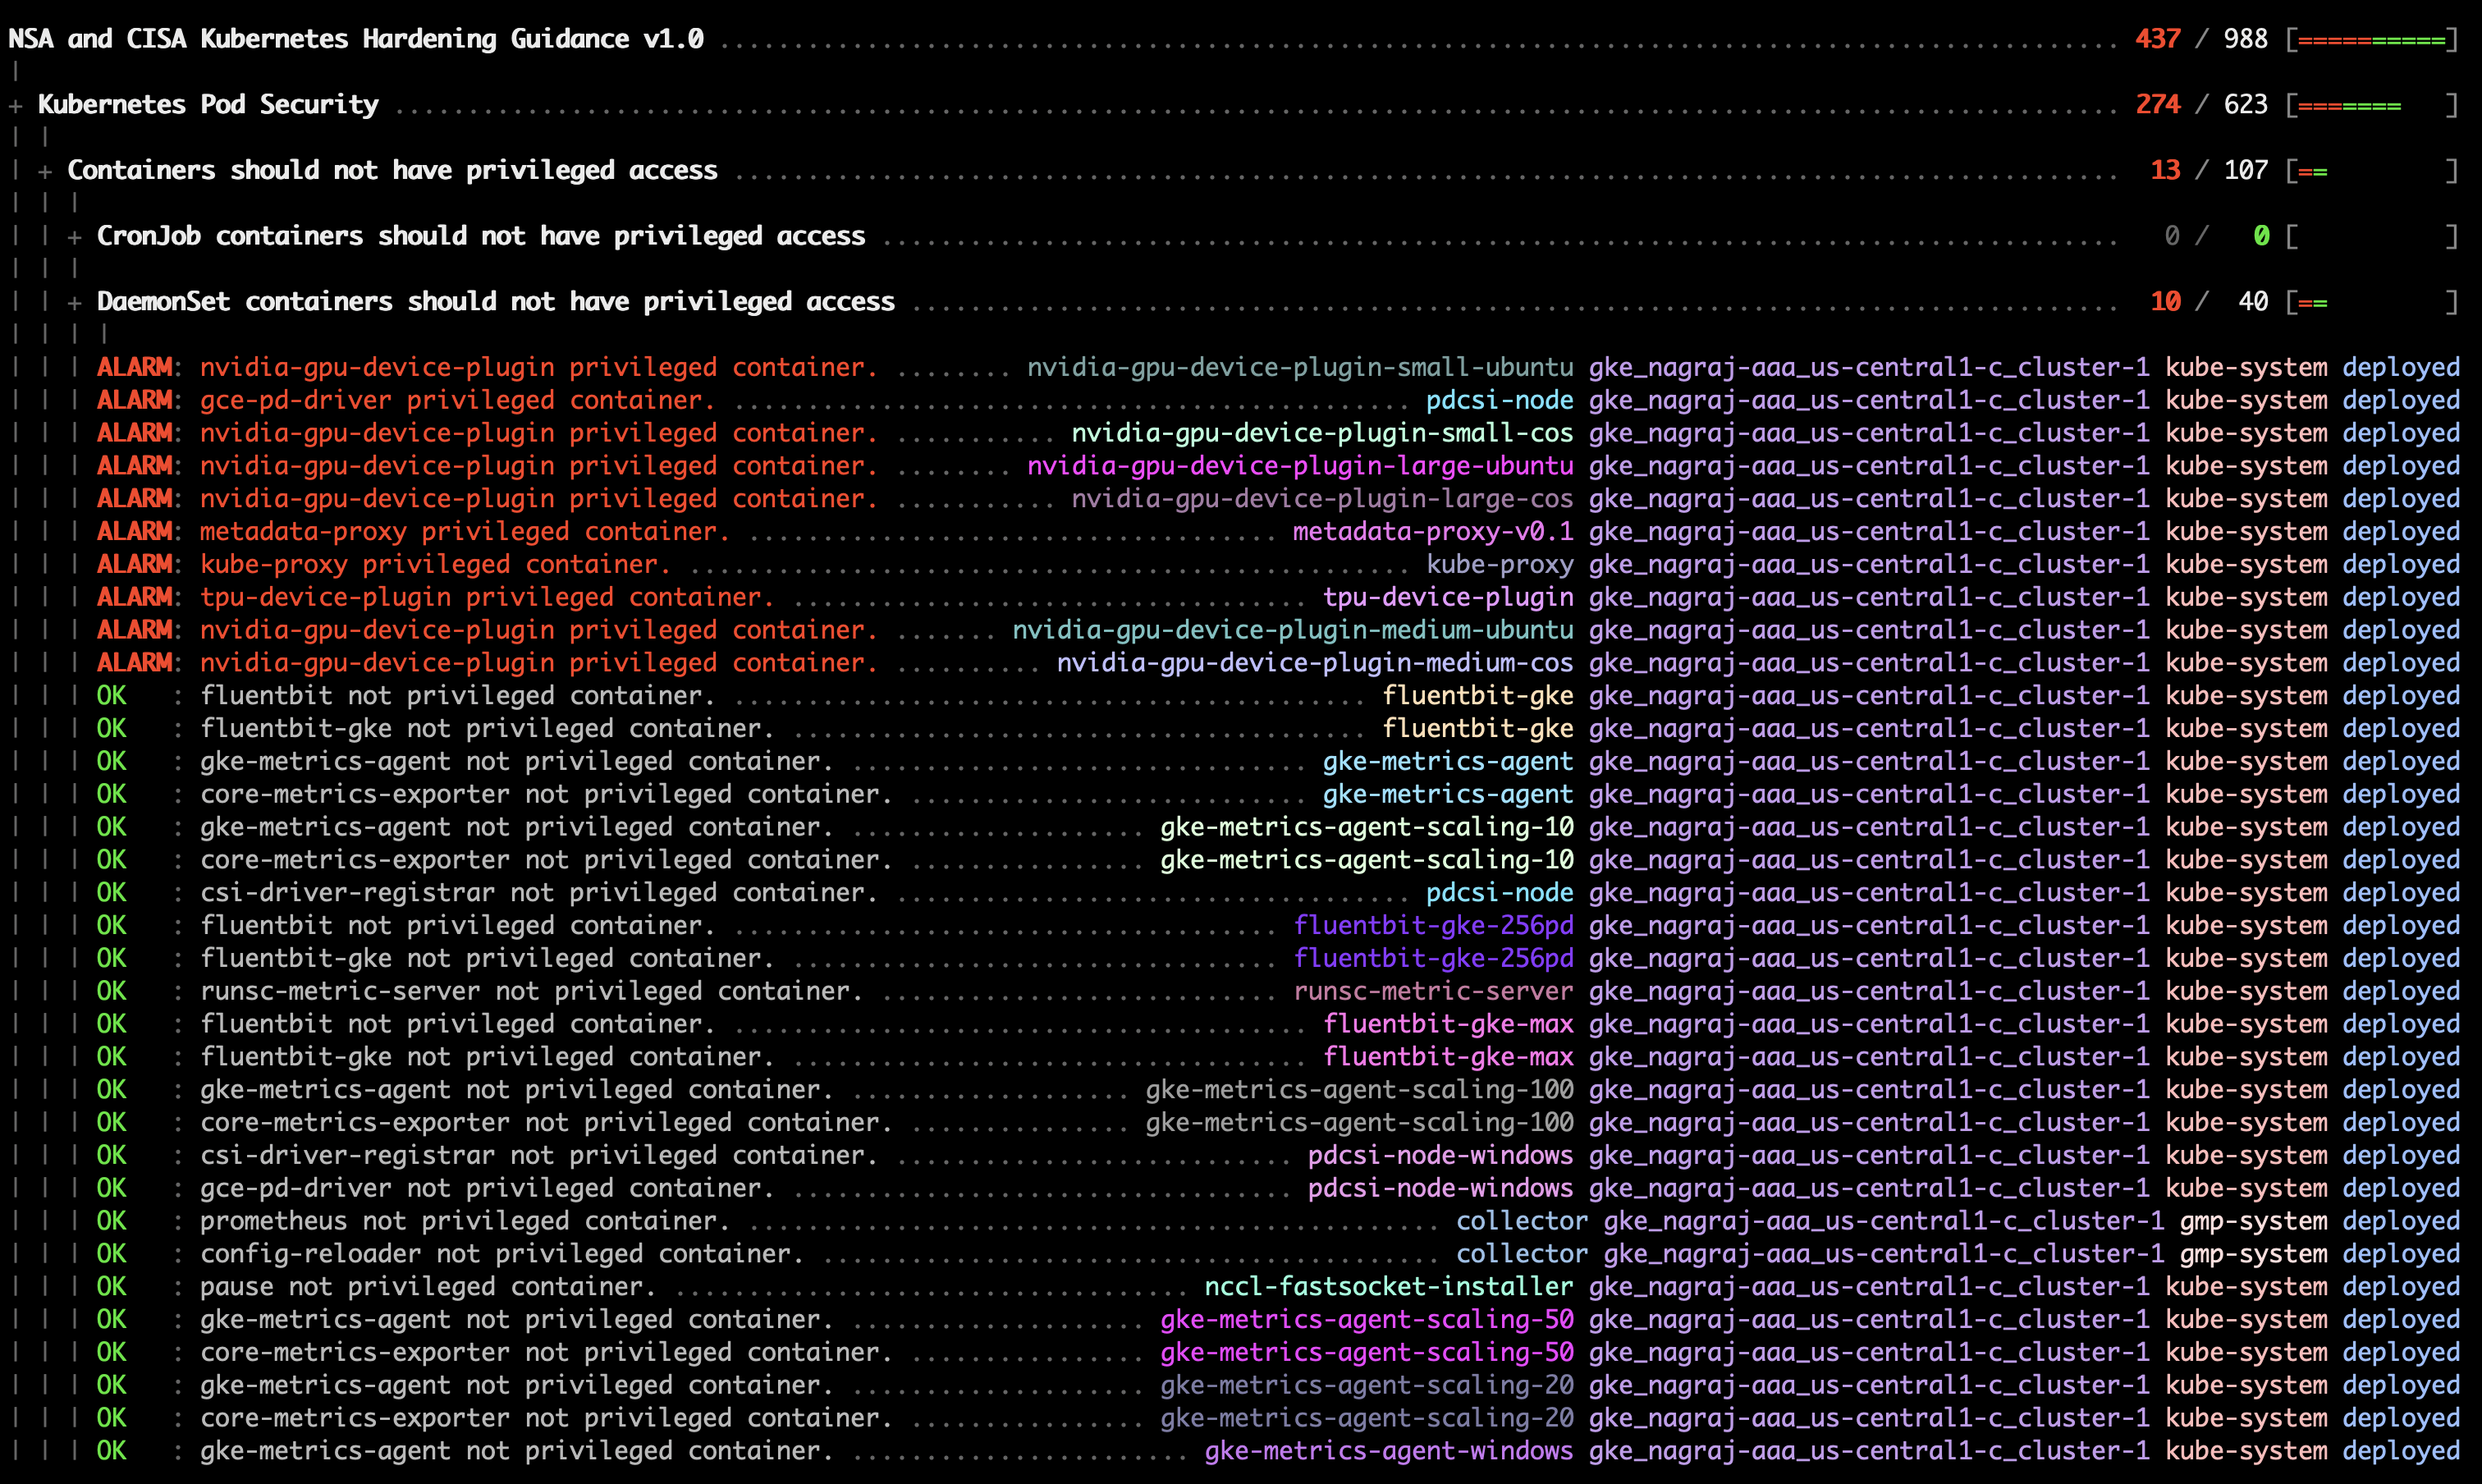 NSA and CISA Kubernetes Hardening Guidance v1.0 ................................................................................................ 437 / 988 [==========]
|
+ Kubernetes Pod Security ...................................................................................................................... 274 / 623 [=======   ]
| |
| + Containers should not have privileged access ............................................................................................... 13 / 107 [==        ]
| | |
| | + CronJob containers should not have privileged access .................................................................................... 0 /   0 [          ]
| | |
| | + DaemonSet containers should not have privileged access .................................................................................. 10 /  40 [==        ]
| | | |
| | | ALARM: nvidia-gpu-device-plugin privileged container. ........ nvidia-gpu-device-plugin-small-ubuntu gke_nagraj-aaa_us-central1-c_cluster-1 kube-system deployed
| | | ALARM: gce-pd-driver privileged container. .............................................. pdcsi-node gke_nagraj-aaa_us-central1-c_cluster-1 kube-system deployed
| | | ALARM: nvidia-gpu-device-plugin privileged container. ........... nvidia-gpu-device-plugin-small-cos gke_nagraj-aaa_us-central1-c_cluster-1 kube-system deployed
| | | ALARM: nvidia-gpu-device-plugin privileged container. ........ nvidia-gpu-device-plugin-large-ubuntu gke_nagraj-aaa_us-central1-c_cluster-1 kube-system deployed
| | | ALARM: nvidia-gpu-device-plugin privileged container. ........... nvidia-gpu-device-plugin-large-cos gke_nagraj-aaa_us-central1-c_cluster-1 kube-system deployed
| | | ALARM: metadata-proxy privileged container. ..................................... metadata-proxy-v0.1 gke_nagraj-aaa_us-central1-c_cluster-1 kube-system deployed
| | | ALARM: kube-proxy privileged container. ................................................. kube-proxy gke_nagraj-aaa_us-central1-c_cluster-1 kube-system deployed
| | | ALARM: tpu-device-plugin privileged container. ................................... tpu-device-plugin gke_nagraj-aaa_us-central1-c_cluster-1 kube-system deployed
| | | ALARM: nvidia-gpu-device-plugin privileged container. ....... nvidia-gpu-device-plugin-medium-ubuntu gke_nagraj-aaa_us-central1-c_cluster-1 kube-system deployed
| | | ALARM: nvidia-gpu-device-plugin privileged container. .......... nvidia-gpu-device-plugin-medium-cos gke_nagraj-aaa_us-central1-c_cluster-1 kube-system deployed
| | | OK   : fluentbit not privileged container. ........................................... fluentbit-gke gke_nagraj-aaa_us-central1-c_cluster-1 kube-system deployed
| | | OK   : fluentbit-gke not privileged container. ....................................... fluentbit-gke gke_nagraj-aaa_us-central1-c_cluster-1 kube-system deployed
| | | OK   : gke-metrics-agent not privileged container. ............................... gke-metrics-agent gke_nagraj-aaa_us-central1-c_cluster-1 kube-system deployed
| | | OK   : core-metrics-exporter not privileged container. ........................... gke-metrics-agent gke_nagraj-aaa_us-central1-c_cluster-1 kube-system deployed
| | | OK   : gke-metrics-agent not privileged container. .................... gke-metrics-agent-scaling-10 gke_nagraj-aaa_us-central1-c_cluster-1 kube-system deployed
| | | OK   : core-metrics-exporter not privileged container. ................ gke-metrics-agent-scaling-10 gke_nagraj-aaa_us-central1-c_cluster-1 kube-system deployed
| | | OK   : csi-driver-registrar not privileged container. ................................... pdcsi-node gke_nagraj-aaa_us-central1-c_cluster-1 kube-system deployed
| | | OK   : fluentbit not privileged container. ..................................... fluentbit-gke-256pd gke_nagraj-aaa_us-central1-c_cluster-1 kube-system deployed
| | | OK   : fluentbit-gke not privileged container. ................................. fluentbit-gke-256pd gke_nagraj-aaa_us-central1-c_cluster-1 kube-system deployed
| | | OK   : runsc-metric-server not privileged container. ........................... runsc-metric-server gke_nagraj-aaa_us-central1-c_cluster-1 kube-system deployed
| | | OK   : fluentbit not privileged container. ....................................... fluentbit-gke-max gke_nagraj-aaa_us-central1-c_cluster-1 kube-system deployed
| | | OK   : fluentbit-gke not privileged container. ................................... fluentbit-gke-max gke_nagraj-aaa_us-central1-c_cluster-1 kube-system deployed
| | | OK   : gke-metrics-agent not privileged container. ................... gke-metrics-agent-scaling-100 gke_nagraj-aaa_us-central1-c_cluster-1 kube-system deployed
| | | OK   : core-metrics-exporter not privileged container. ............... gke-metrics-agent-scaling-100 gke_nagraj-aaa_us-central1-c_cluster-1 kube-system deployed
| | | OK   : csi-driver-registrar not privileged container. ........................... pdcsi-node-windows gke_nagraj-aaa_us-central1-c_cluster-1 kube-system deployed
| | | OK   : gce-pd-driver not privileged container. .................................. pdcsi-node-windows gke_nagraj-aaa_us-central1-c_cluster-1 kube-system deployed
| | | OK   : prometheus not privileged container. ............................................... collector gke_nagraj-aaa_us-central1-c_cluster-1 gmp-system deployed
| | | OK   : config-reloader not privileged container. .......................................... collector gke_nagraj-aaa_us-central1-c_cluster-1 gmp-system deployed
| | | OK   : pause not privileged container. ................................... nccl-fastsocket-installer gke_nagraj-aaa_us-central1-c_cluster-1 kube-system deployed
| | | OK   : gke-metrics-agent not privileged container. .................... gke-metrics-agent-scaling-50 gke_nagraj-aaa_us-central1-c_cluster-1 kube-system deployed
| | | OK   : core-metrics-exporter not privileged container. ................ gke-metrics-agent-scaling-50 gke_nagraj-aaa_us-central1-c_cluster-1 kube-system deployed
| | | OK   : gke-metrics-agent not privileged container. .................... gke-metrics-agent-scaling-20 gke_nagraj-aaa_us-central1-c_cluster-1 kube-system deployed
| | | OK   : core-metrics-exporter not privileged container. ................ gke-metrics-agent-scaling-20 gke_nagraj-aaa_us-central1-c_cluster-1 kube-system deployed
| | | OK   : gke-metrics-agent not privileged container. ....................... gke-metrics-agent-windows gke_nagraj-aaa_us-central1-c_cluster-1 kube-system deployed